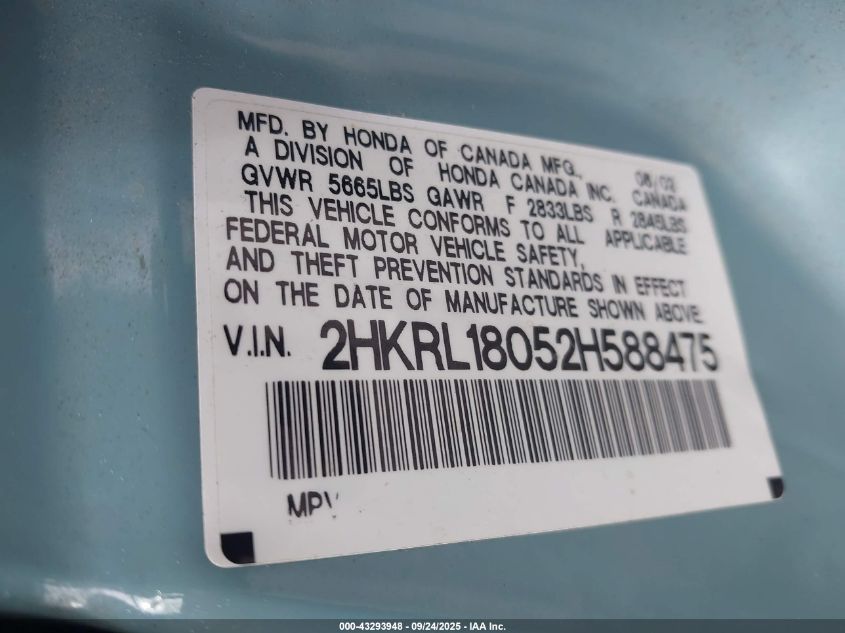 MFD. BY HONDA OF CANADA MFG., 06/02
A DIVISION OF HONDA CANADA INC. CANADA
GVWR 5665LBS GAWR F 2833LBS R 2845LBS
THIS VEHICLE CONFORMS TO ALL APPLICABLE
FEDERAL MOTOR VEHICLE SAFETY,
AND THEFT PREVENTION STANDARDS IN EFFECT
ON THE DATE OF MANUFACTURE SHOWN ABOVE
V.I.N. 2HKRL18052H588475
MPV
000-43293948 - 09/24/2025 - IAA Inc.